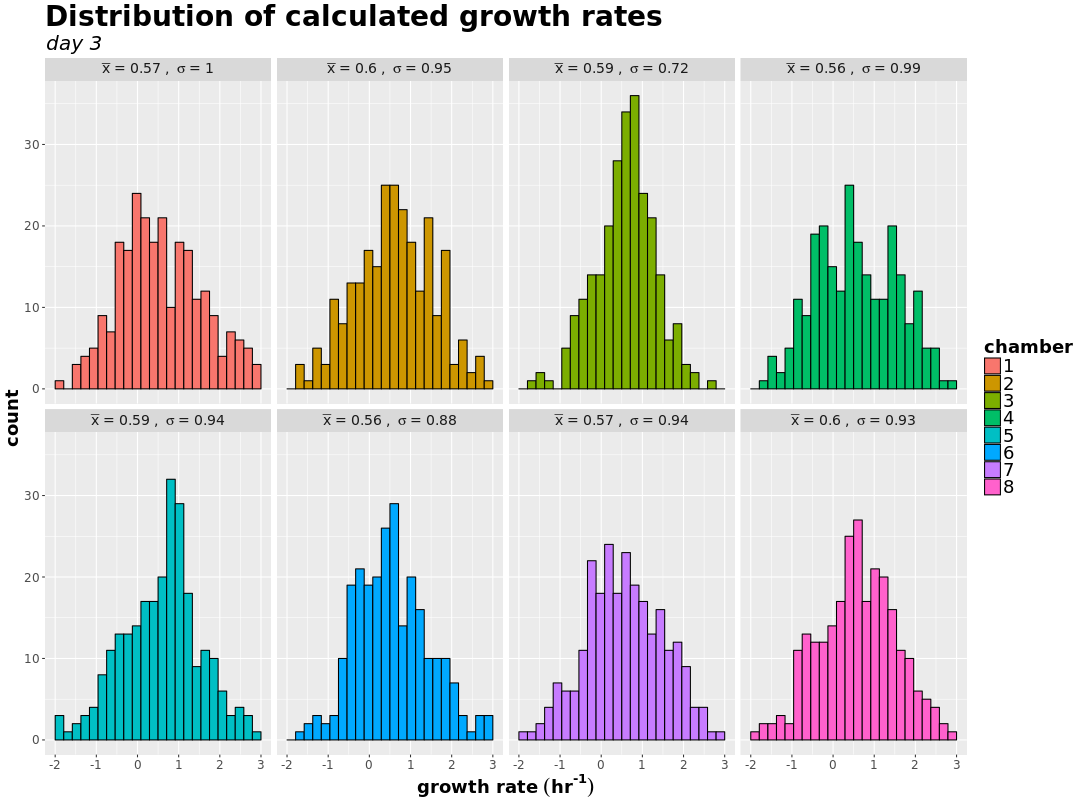 Distribution of calculated growth rates
day 3
x̅ = 0.57 , σ = 1
x̅ = 0.6 , σ = 0.95
x̅ = 0.59 , σ = 0.72
x̅ = 0.56 , σ = 0.99
30
20
10
0
x̅ = 0.59 , σ = 0.94
x̅ = 0.56 , σ = 0.88
x̅ = 0.57 , σ = 0.94
x̅ = 0.6 , σ = 0.93
30
20
10
0
-2 -1 0 1 2 3
-2 -1 0 1 2 3
-2 -1 0 1 2 3
-2 -1 0 1 2 3
count
growth rate (hr⁻¹)
chamber
1
2
3
4
5
6
7
8